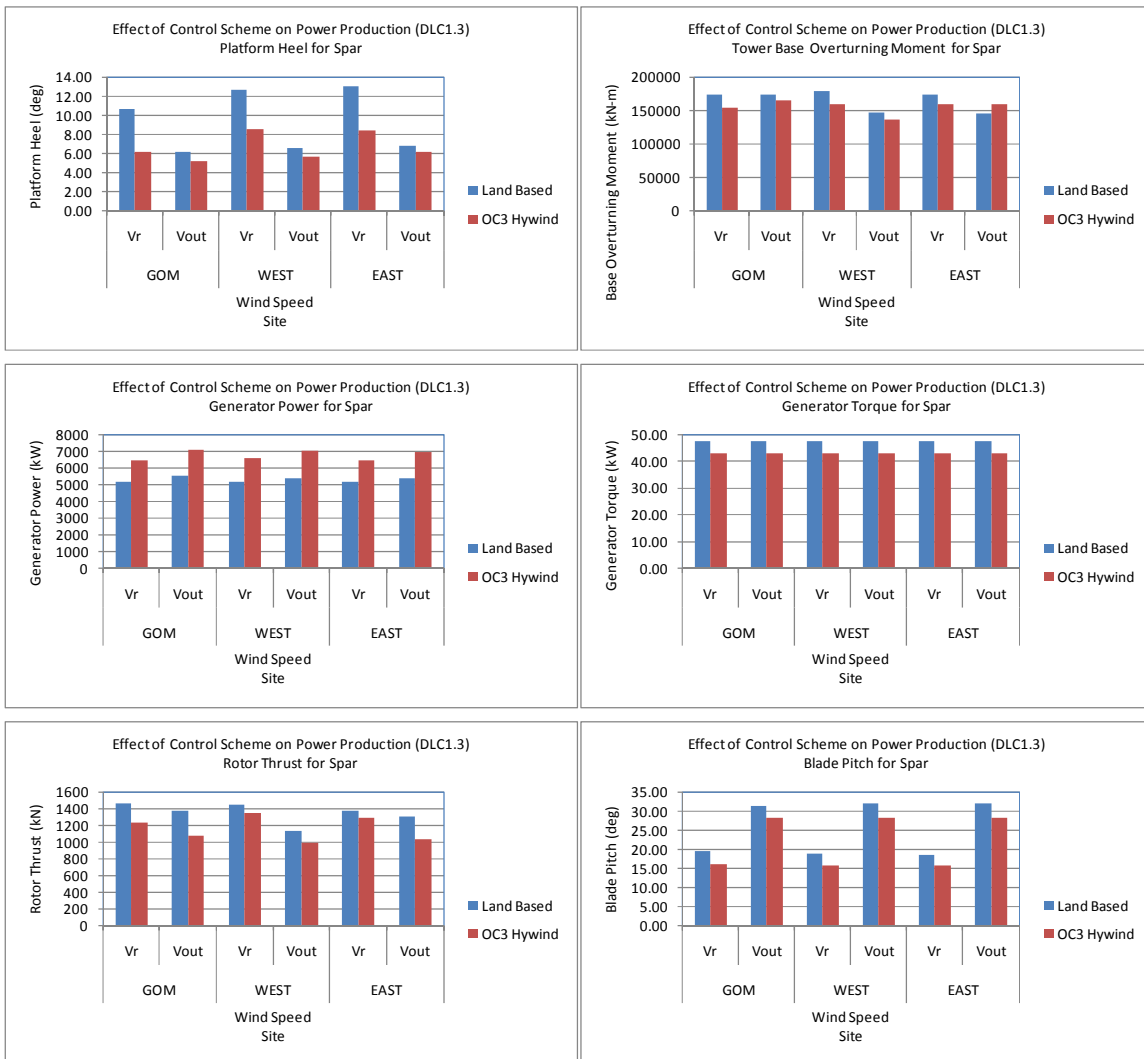 Effect of Control Scheme on Power Production (DLC1.3)
Platform Heel for Spar
Platform Heel (deg)
14.00
12.00
10.00
8.00
6.00
4.00
2.00
0.00
Land Based
OC3 Hywind
Vr Vout Vr Vout Vr Vout
GOM WEST EAST
Wind Speed
Site
Effect of Control Scheme on Power Production (DLC1.3)
Tower Base Overturning Moment for Spar
Base Overturning Moment (kN-m)
200000
150000
100000
50000
0
Land Based
OC3 Hywind
Vr Vout Vr Vout Vr Vout
GOM WEST EAST
Wind Speed
Site
Effect of Control Scheme on Power Production (DLC1.3)
Generator Power for Spar
Generator Power (kW)
8000
7000
6000
5000
4000
3000
2000
1000
0
Land Based
OC3 Hywind
Vr Vout Vr Vout Vr Vout
GOM WEST EAST
Wind Speed
Site
Effect of Control Scheme on Power Production (DLC1.3)
Generator Torque for Spar
Generator Torque (kW)
50.00
40.00
30.00
20.00
10.00
0.00
Land Based
OC3 Hywind
Vr Vout Vr Vout Vr Vout
GOM WEST EAST
Wind Speed
Site
Effect of Control Scheme on Power Production (DLC1.3)
Rotor Thrust for Spar
Rotor Thrust (kN)
1600
1400
1200
1000
800
600
400
200
0
Land Based
OC3 Hywind
Vr Vout Vr Vout Vr Vout
GOM WEST EAST
Wind Speed
Site
Effect of Control Scheme on Power Production (DLC1.3)
Blade Pitch for Spar
Blade Pitch (deg)
35.00
30.00
25.00
20.00
15.00
10.00
5.00
0.00
Land Based
OC3 Hywind
Vr Vout Vr Vout Vr Vout
GOM WEST EAST
Wind Speed
Site